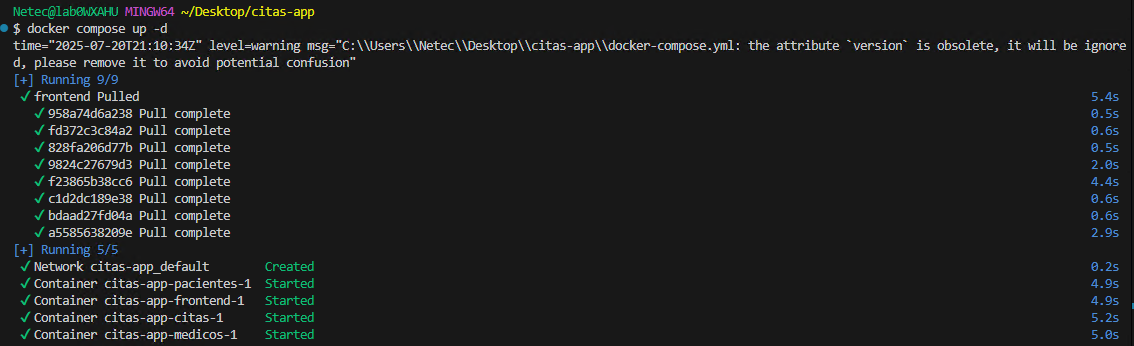 Netec@lab0WXAHU MINGW64 ~/Desktop/citas-app
$ docker compose up -d
time="2025-07-20T21:10:34Z" level=warning msg="C:\\Users\\Netec\\Desktop\\citas-app\\docker-compose.yml: the attribute `version` is obsolete, it will be ignore
d, please remove it to avoid potential confusion"
[+] Running 9/9
✓ frontend Pulled 5.4s
✓ 958a74d6a238 Pull complete 0.5s
✓ fd372c3c84a2 Pull complete 0.6s
✓ 828fa206d77b Pull complete 0.5s
✓ 9824c27679d3 Pull complete 2.0s
✓ f23865b38cc6 Pull complete 4.4s
✓ c1d2dc189e38 Pull complete 0.6s
✓ bdaad27fd04a Pull complete 0.6s
✓ a5585638209e Pull complete 2.9s
[+] Running 5/5
✓ Network citas-app_default Created 0.2s
✓ Container citas-app-pacientes-1 Started 4.9s
✓ Container citas-app-frontend-1 Started 4.9s
✓ Container citas-app-citas-1 Started 5.2s
✓ Container citas-app-medicos-1 Started 5.0s